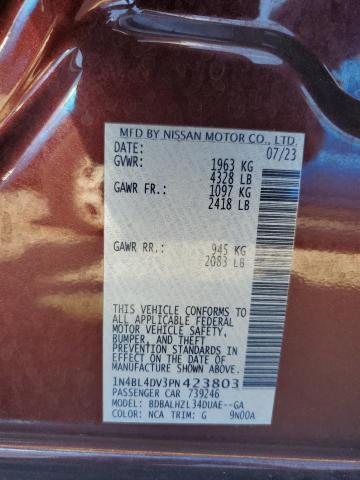 MFD BY NISSAN MOTOR CO., LTD.
DATE: 07/23
GVWR: 1963 KG
4328 LB
GAWR FR.: 1097 KG
2418 LB
GAWR RR.: 945 KG
2083 LB
THIS VEHICLE CONFORMS TO
ALL APPLICABLE FEDERAL
MOTOR VEHICLE SAFETY,
BUMPER, AND THEFT
PREVENTION STANDARDS IN
EFFECT ON THE DATE OF
MANUFACTURE SHOWN ABOVE.
1N4BL4DV3PN423803
PASSENGER CAR 739246
MODEL: BDBALHZL34DUAE--GA
COLOR: NCA TRIM: G 9N00A